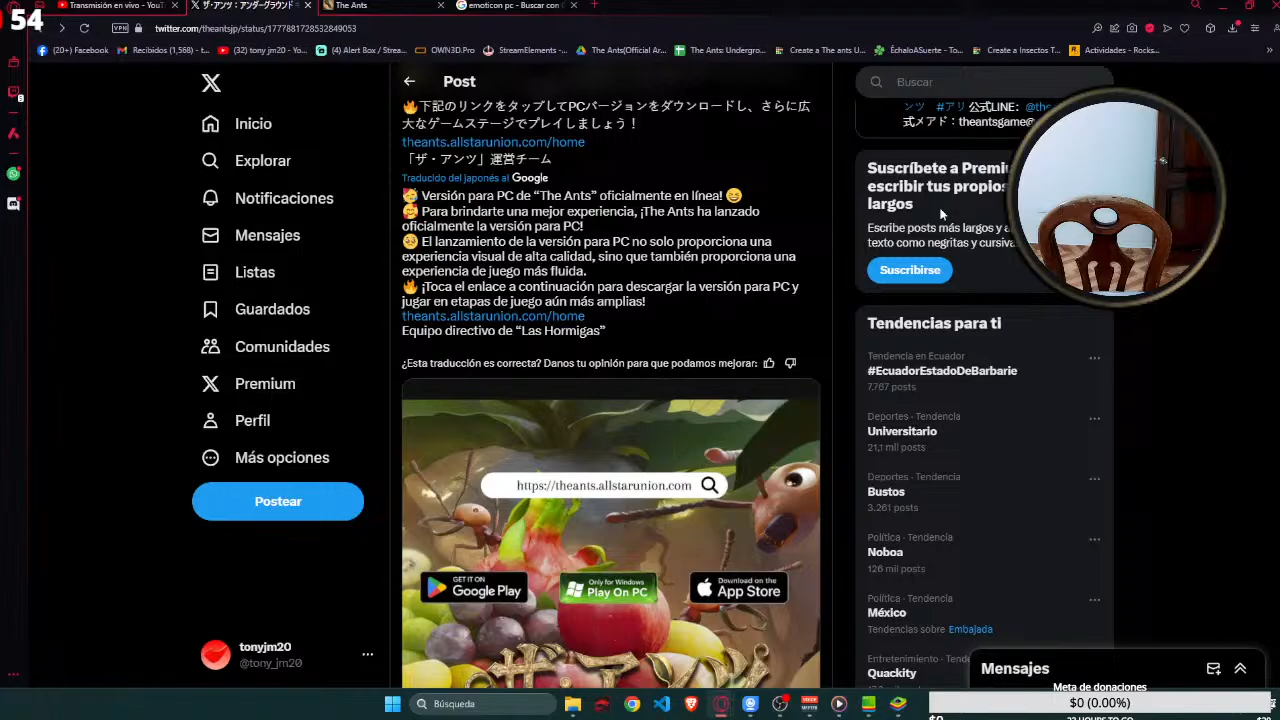 54
Transmisión en vivo - YouT
ザ・アンツ：アンダーグラウンド
The Ants
emoticon pc - Buscar con
VPN
twitter.com/theantsjp/status/1777881728532849053
(20+) Facebook
Recibidos (1,568) - t...
(32) tony jm20 - Yo...
(4) Alert Box / Strea...
OWN3D.Pro
StreamElements -...
The Ants(Official Ar...
The Ants: Undergro...
Create a The ants U...
ÉchaloASuerte - To...
Create a Insectos T...
Actividades - Rocks...
Inicio
Explorar
Notificaciones
Mensajes
Listas
Guardados
Comunidades
Premium
Perfil
Más opciones
Postear
tonyjm20
@tony_jm20
Post
🔥下記のリンクをタップしてPCバージョンをダウンロードし、さらに広
大なゲームステージでプレイしましょう！
theants.allstarunion.com/home
「ザ・アンツ」運営チーム
Traducido del japonés al Google
🥳 Versión para PC de “The Ants” oficialmente en línea! 😆
🥰 Para brindarte una mejor experiencia, ¡The Ants ha lanzado
oficialmente la versión para PC!
🥺 El lanzamiento de la versión para PC no solo proporciona una
experiencia visual de alta calidad, sino que también proporciona una
experiencia de juego más fluida.
🔥 ¡Toca el enlace a continuación para descargar la versión para PC y
jugar en etapas de juego aún más amplias!
theants.allstarunion.com/home
Equipo directivo de “Las Hormigas”
¿Esta traducción es correcta? Danos tu opinión para que podamos mejorar:
https://theants.allstarunion.com
GET IT ON
Google Play
Only for Windows
Play On PC
Download on the
App Store
ザ・アンツ
Buscar
ンツ #アリ 公式LINE： @the
式メアド：theantsgame@
Suscríbete a Premiu
escribir tus propios
largos
Escribe posts más largos y a
texto como negritas y cursiva
Suscribirse
Tendencias para ti
Tendencia en Ecuador
#EcuadorEstadoDeBarbarie
7.767 posts
Deportes · Tendencia
Universitario
21,1 mil posts
Deportes · Tendencia
Bustos
3.261 posts
Política · Tendencia
Noboa
126 mil posts
Política · Tendencia
México
Tendencias sobre Embajada
Entretenimiento · Tende
Quackity
Mensajes
Meta de donaciones
$0 (0.00%)
$0
Búsqueda